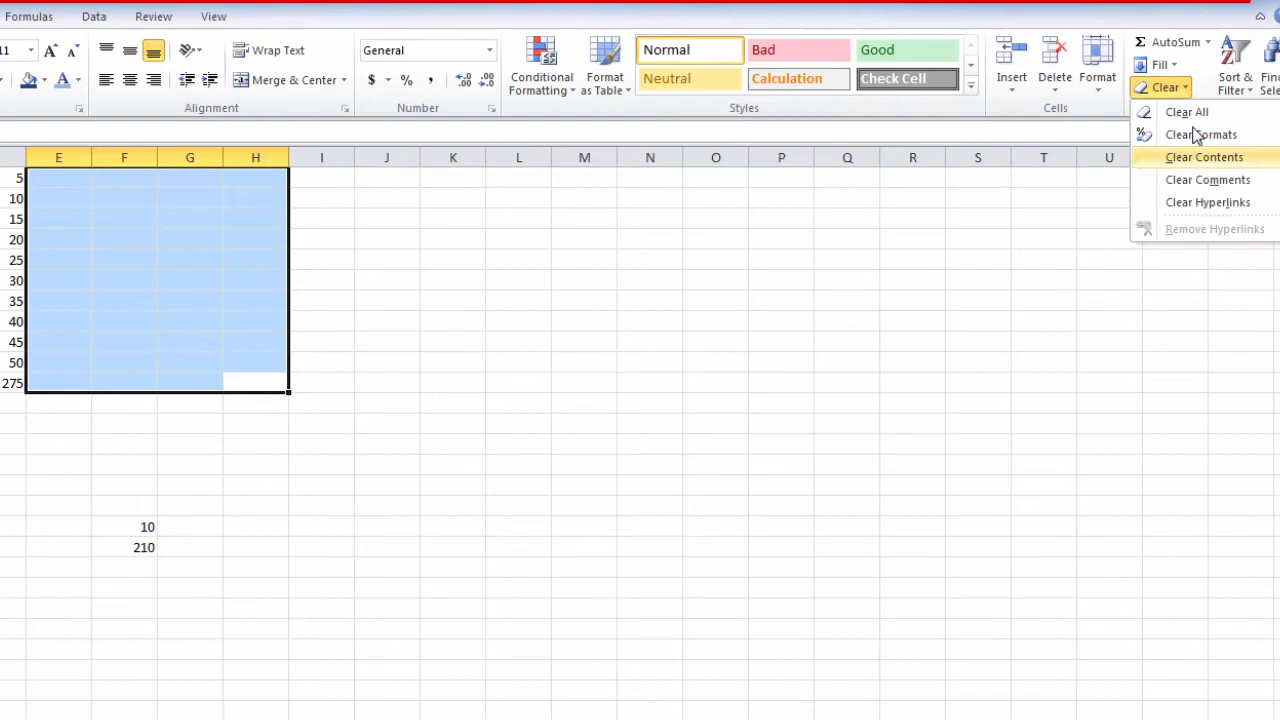 Formulas Data Review View
11 Wrap Text General Normal Bad Good AutoSum
Conditional Formatting Format as Table Insert Delete Format Fill Sort & Filter
Merge & Center $ % , Neutral Calculation Check Cell Clear
Alignment Number Styles Cells
Clear All
Clear Formats
Clear Contents
Clear Comments
Clear Hyperlinks
Remove Hyperlinks
E F G H I J K L M N O P Q R S T U
5
10
15
20
25
30
35
40
45
50
275
10
210